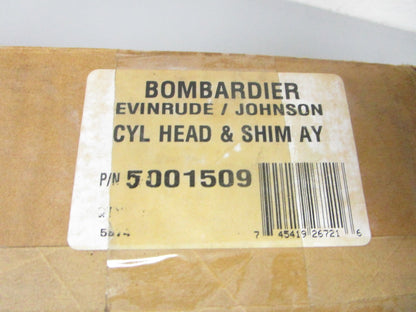 BOMBARDIER
EVINRUDE / JOHNSON
CYL HEAD & SHIM AY
P/N 5001509
7 45419 26721 6